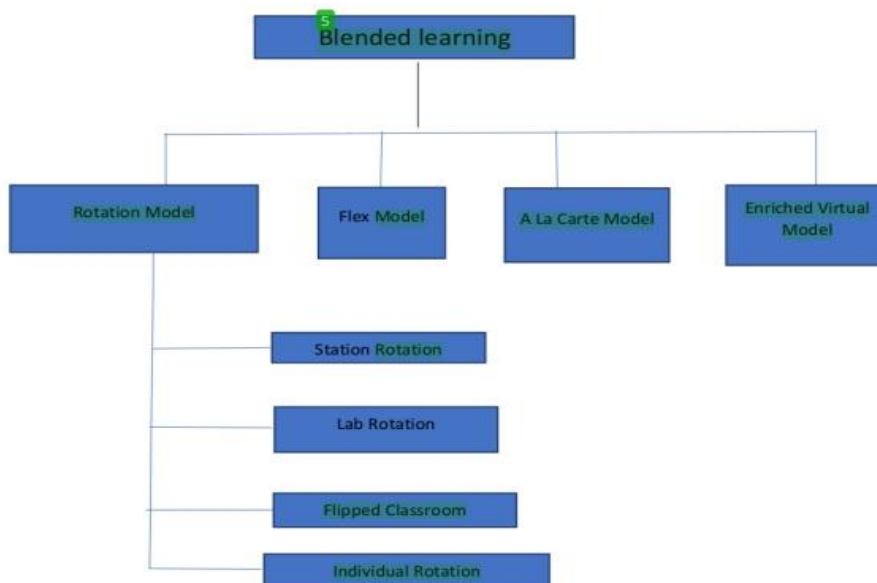 5
Blended learning
Rotation Model
Flex Model
A La Carte Model
Enriched Virtual
Model
Station Rotation
Lab Rotation
Flipped Classroom
Individual Rotation